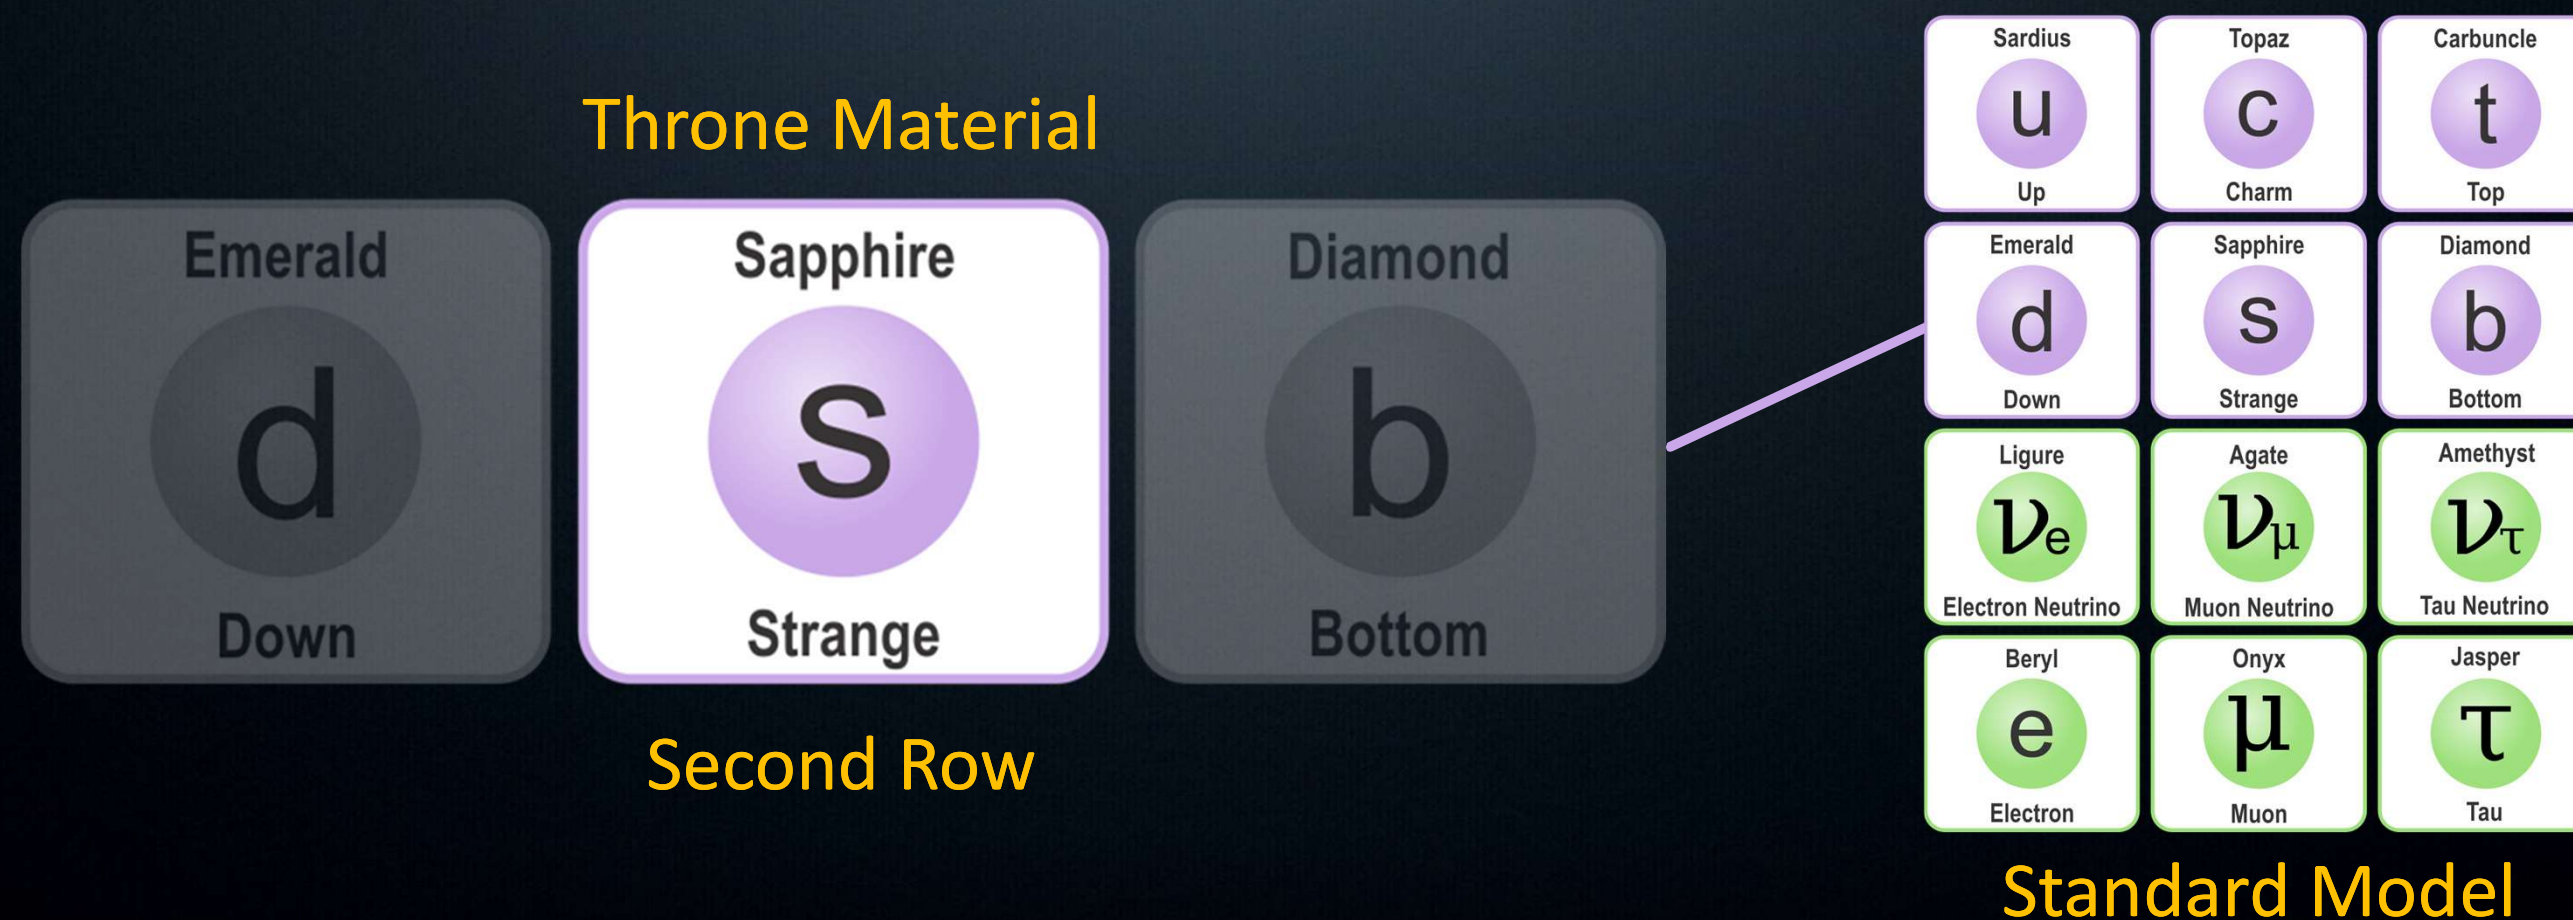 Throne Material
Emerald
d
Down
Sapphire
s
Strange
Diamond
b
Bottom
Second Row
Sardius
u
Up
Topaz
c
Charm
Carbuncle
t
Top
Emerald
d
Down
Sapphire
s
Strange
Diamond
b
Bottom
Ligure
νe
Electron Neutrino
Agate
νμ
Muon Neutrino
Amethyst
ντ
Tau Neutrino
Beryl
e
Electron
Onyx
μ
Muon
Jasper
τ
Tau
Standard Model